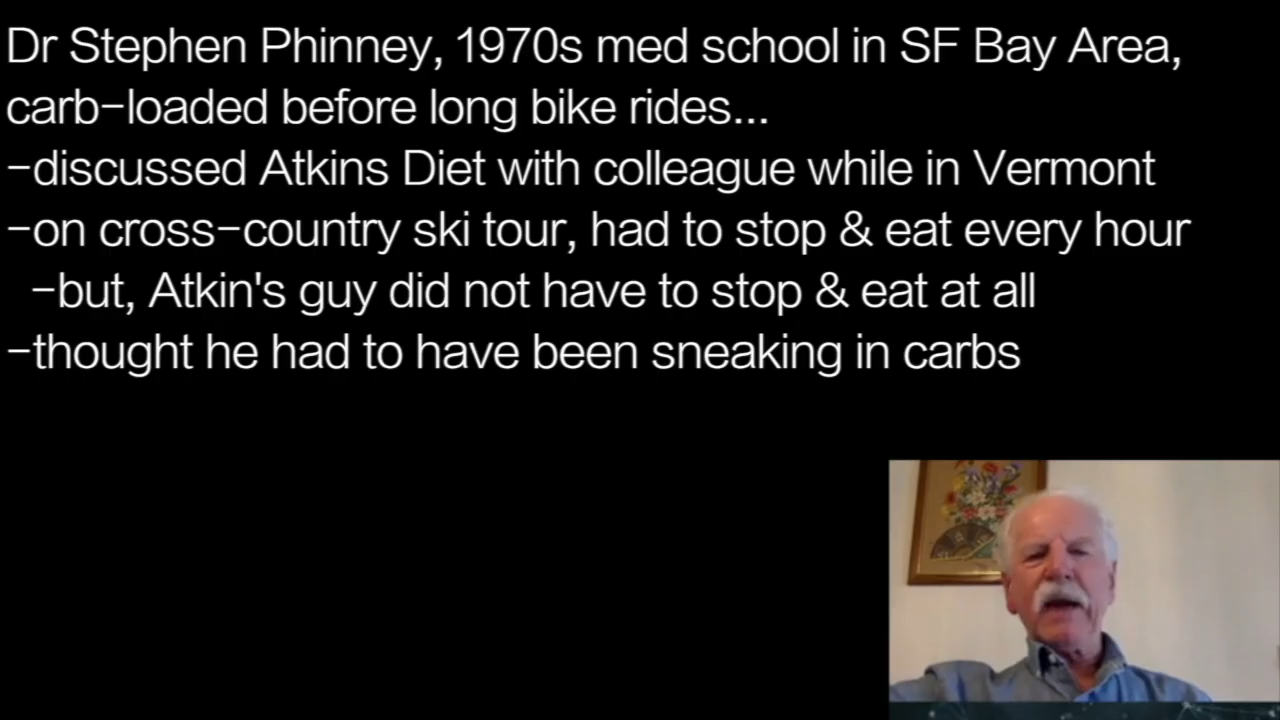 Dr Stephen Phinney, 1970s med school in SF Bay Area,
carb-loaded before long bike rides...
-discussed Atkins Diet with colleague while in Vermont
-on cross-country ski tour, had to stop & eat every hour
-but, Atkin's guy did not have to stop & eat at all
-thought he had to have been sneaking in carbs